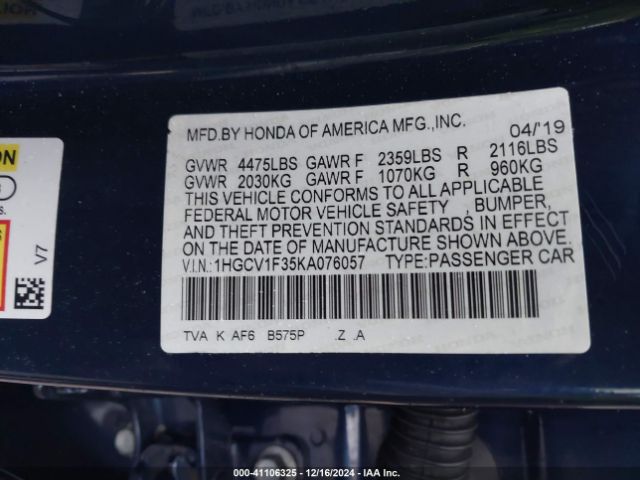 MFD.BY HONDA OF AMERICA MFG.,INC. 04/'19
GVWR 4475LBS GAWR F 2359LBS R 2116LBS
GVWR 2030KG GAWR F 1070KG R 960KG
THIS VEHICLE CONFORMS TO ALL APPLICABLE
FEDERAL MOTOR VEHICLE SAFETY , BUMPER,
AND THEFT PREVENTION STANDARDS IN EFFECT
ON THE DATE OF MANUFACTURE SHOWN ABOVE.
V.I.N.:1HGCV1F35KA076057 TYPE:PASSENGER CAR
TVA K AF6 B575P .Z .A
V7
000-41106325 | 12/16/2024 | IAA Inc.